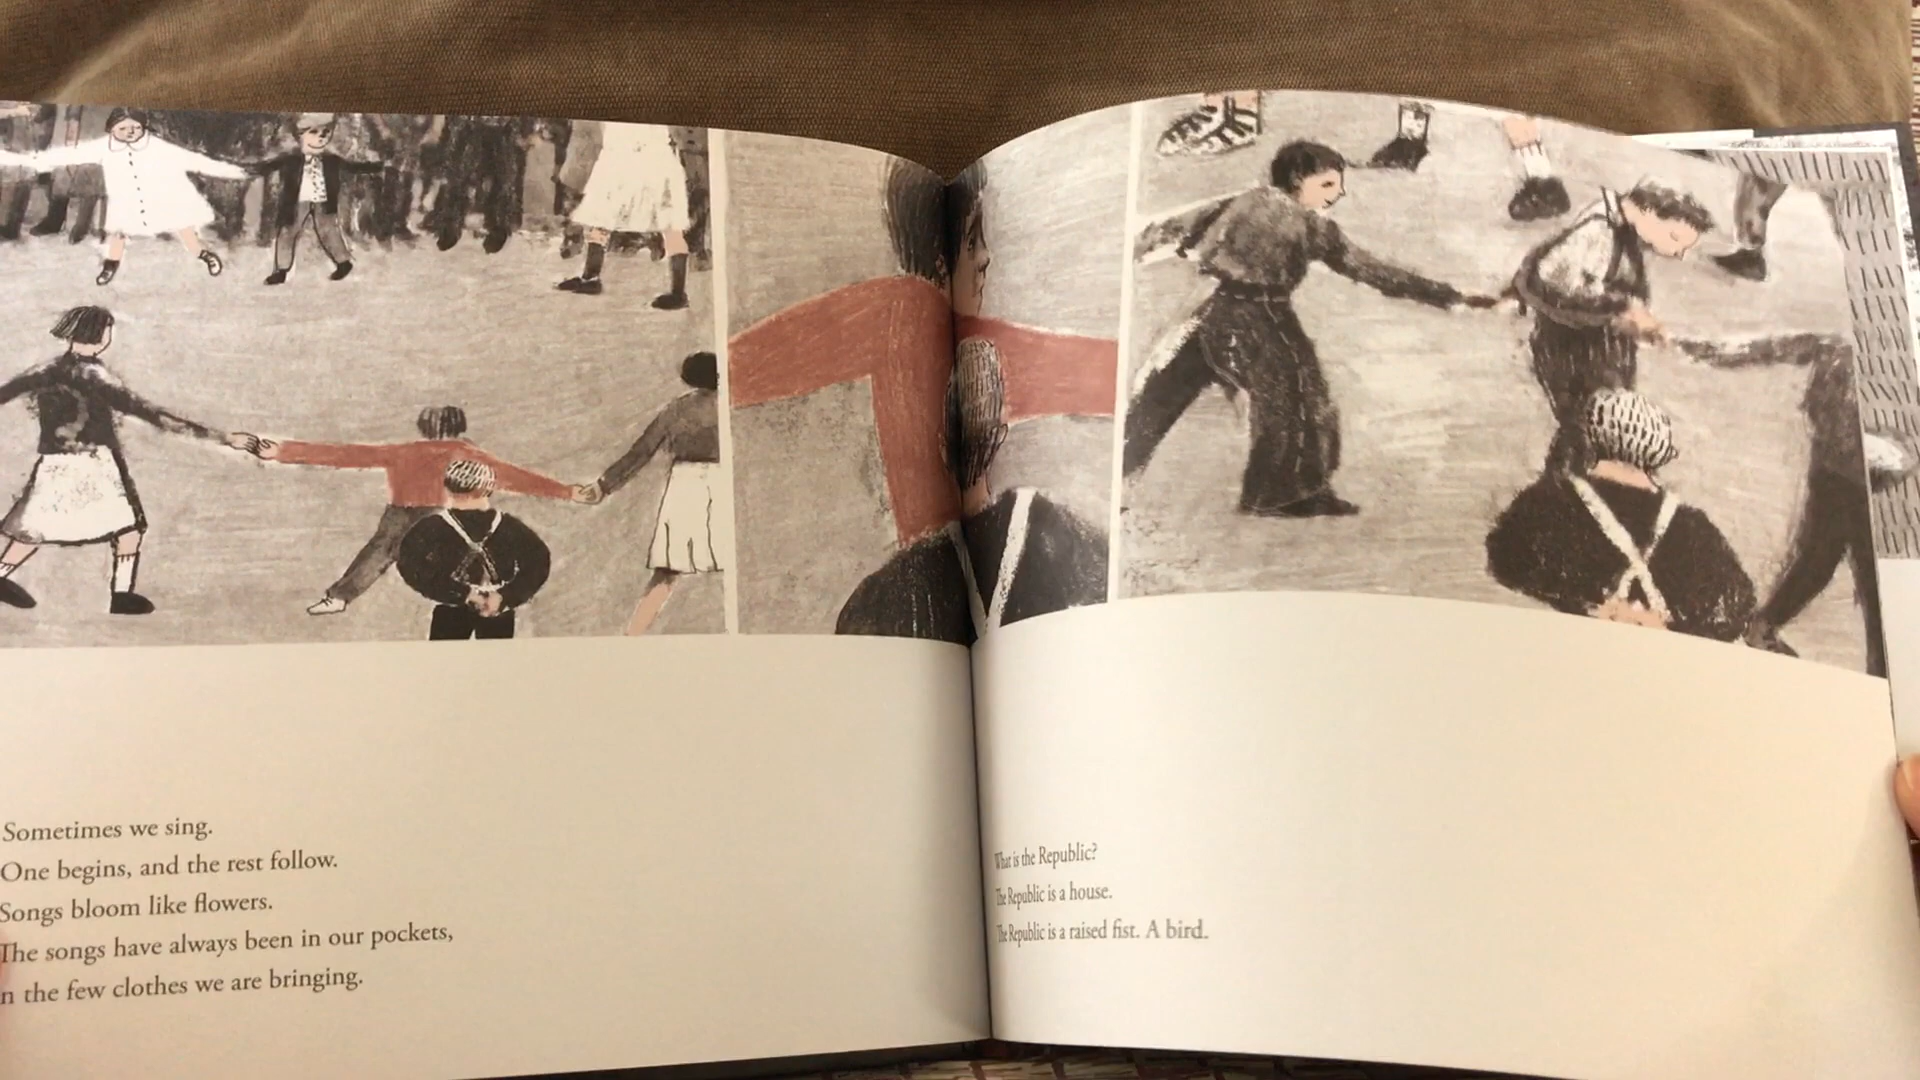 Sometimes we sing.
One begins, and the rest follow.
Songs bloom like flowers.
The songs have always been in our pockets,
n the few clothes we are bringing.
What is the Republic?
The Republic is a house.
The Republic is a raised fist. A bird.